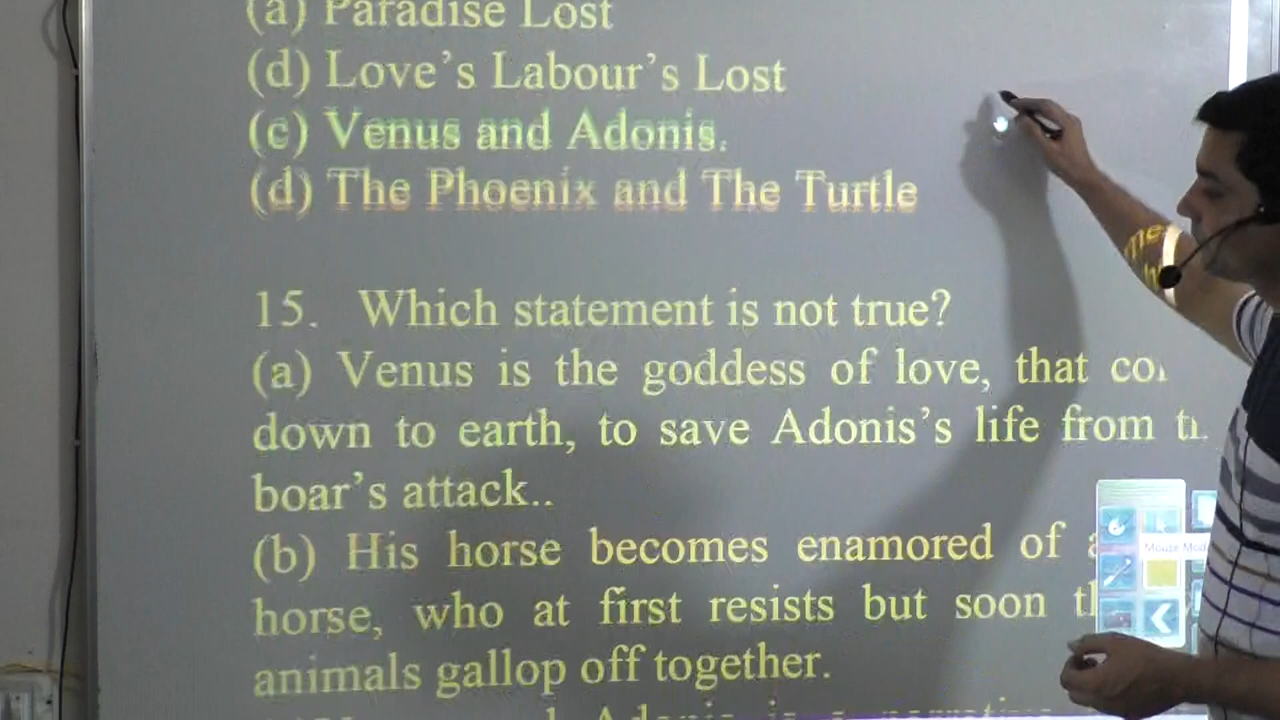 (a) Paradise Lost
(d) Love's Labour's Lost
(c) Venus and Adonis.
(d) The Phoenix and The Turtle
15. Which statement is not true?
(a) Venus is the goddess of love, that
down to earth, to save Adonis's life from
boar's attack..
(b) His horse becomes enamored of
horse, who at first resists but soon
animals gallop off together.
Mouse Mod